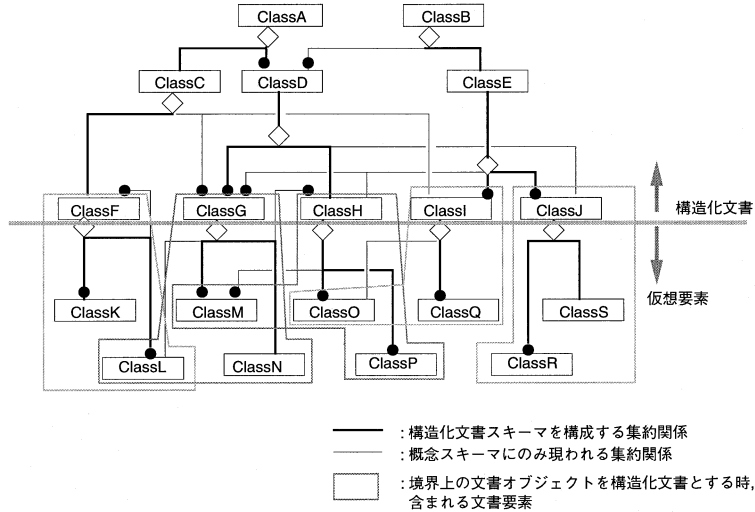 ClassA
ClassB
ClassC
ClassD
ClassE
ClassF
ClassG
ClassH
ClassI
ClassJ
構造化文書
仮想要素
ClassK
ClassM
ClassO
ClassQ
ClassS
ClassL
ClassN
ClassP
ClassR
:構造化文書スキーマを構成する集約関係
:概念スキーマにのみ現われる集約関係
:境界上の文書オブジェクトを構造化文書とする時,
含まれる文書要素